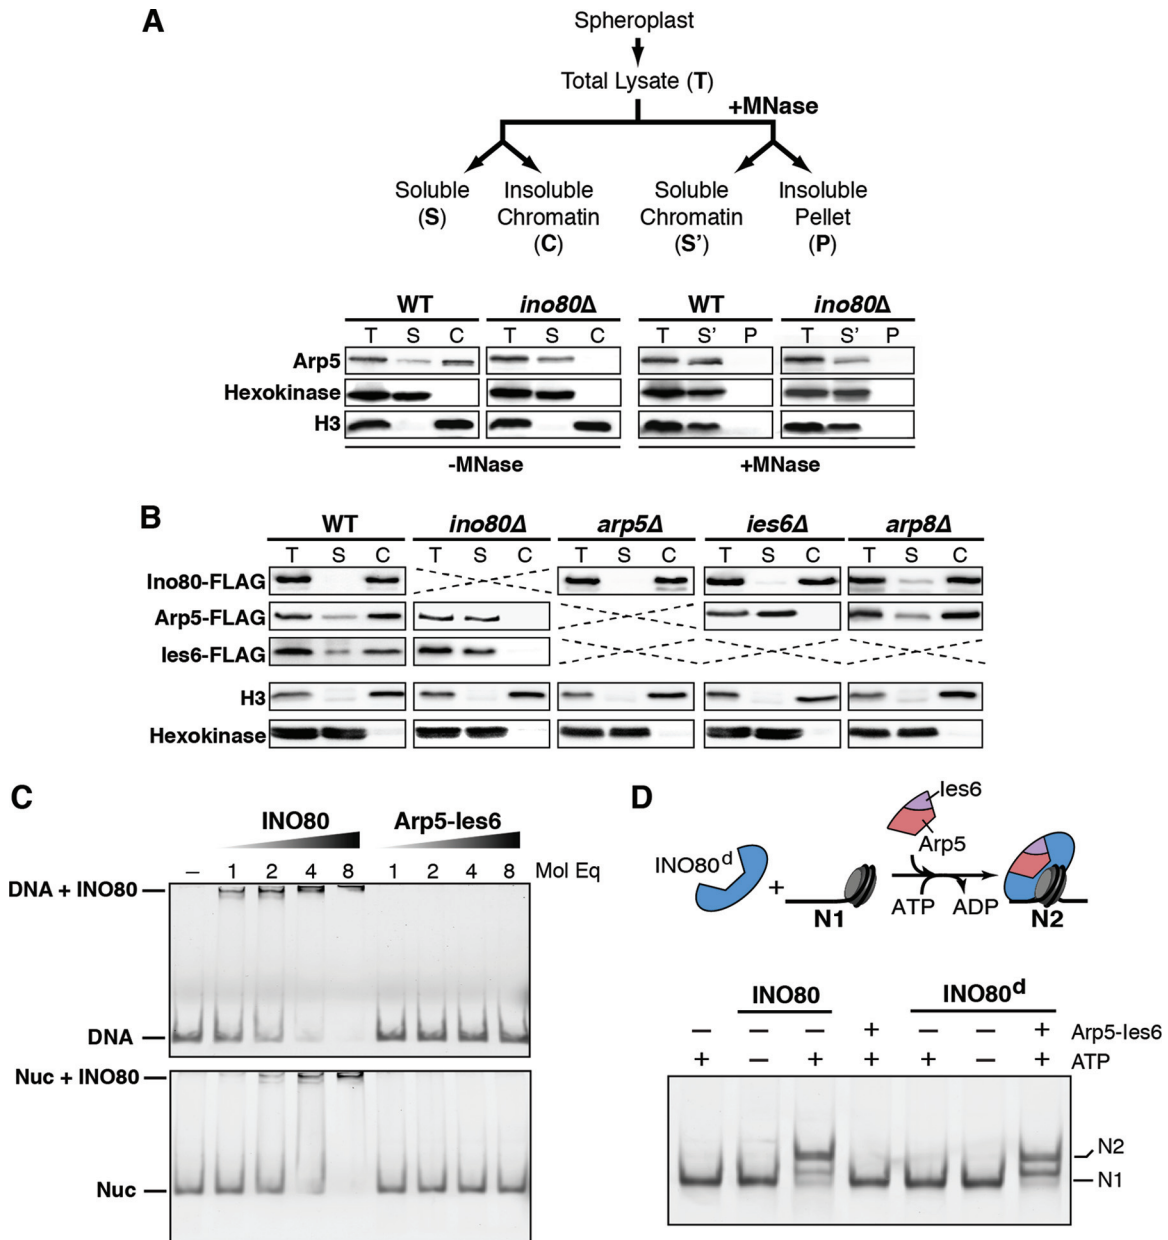 A
Spheroplast
Total Lysate (T)
+MNase
Soluble (S)
Insoluble Chromatin (C)
Soluble Chromatin (S’)
Insoluble Pellet (P)
WT ino80Δ WT ino80Δ
T S C T S C T S’ P T S’ P
Arp5
Hexokinase
H3
-MNase +MNase
B
WT ino80Δ arp5Δ ies6Δ arp8Δ
T S C T S C T S C T S C T S C
Ino80-FLAG
Arp5-FLAG
Ies6-FLAG
H3
Hexokinase
C
INO80 Arp5-Ies6
– 1 2 4 8 1 2 4 8 Mol Eq
DNA + INO80
DNA
Nuc + INO80
Nuc
D
Ies6
Arp5
INO80d
+
ATP ADP
N1 N2
INO80 INO80d
– – – + – – + Arp5-Ies6
+ – + + + – + ATP
N2
N1